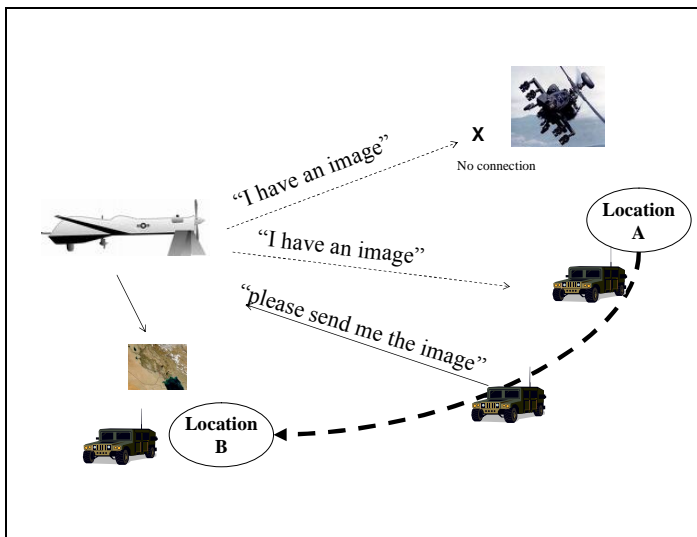 X
“I have an image”
No connection
Location
A
“I have an image”
“please send me the image”
Location
B